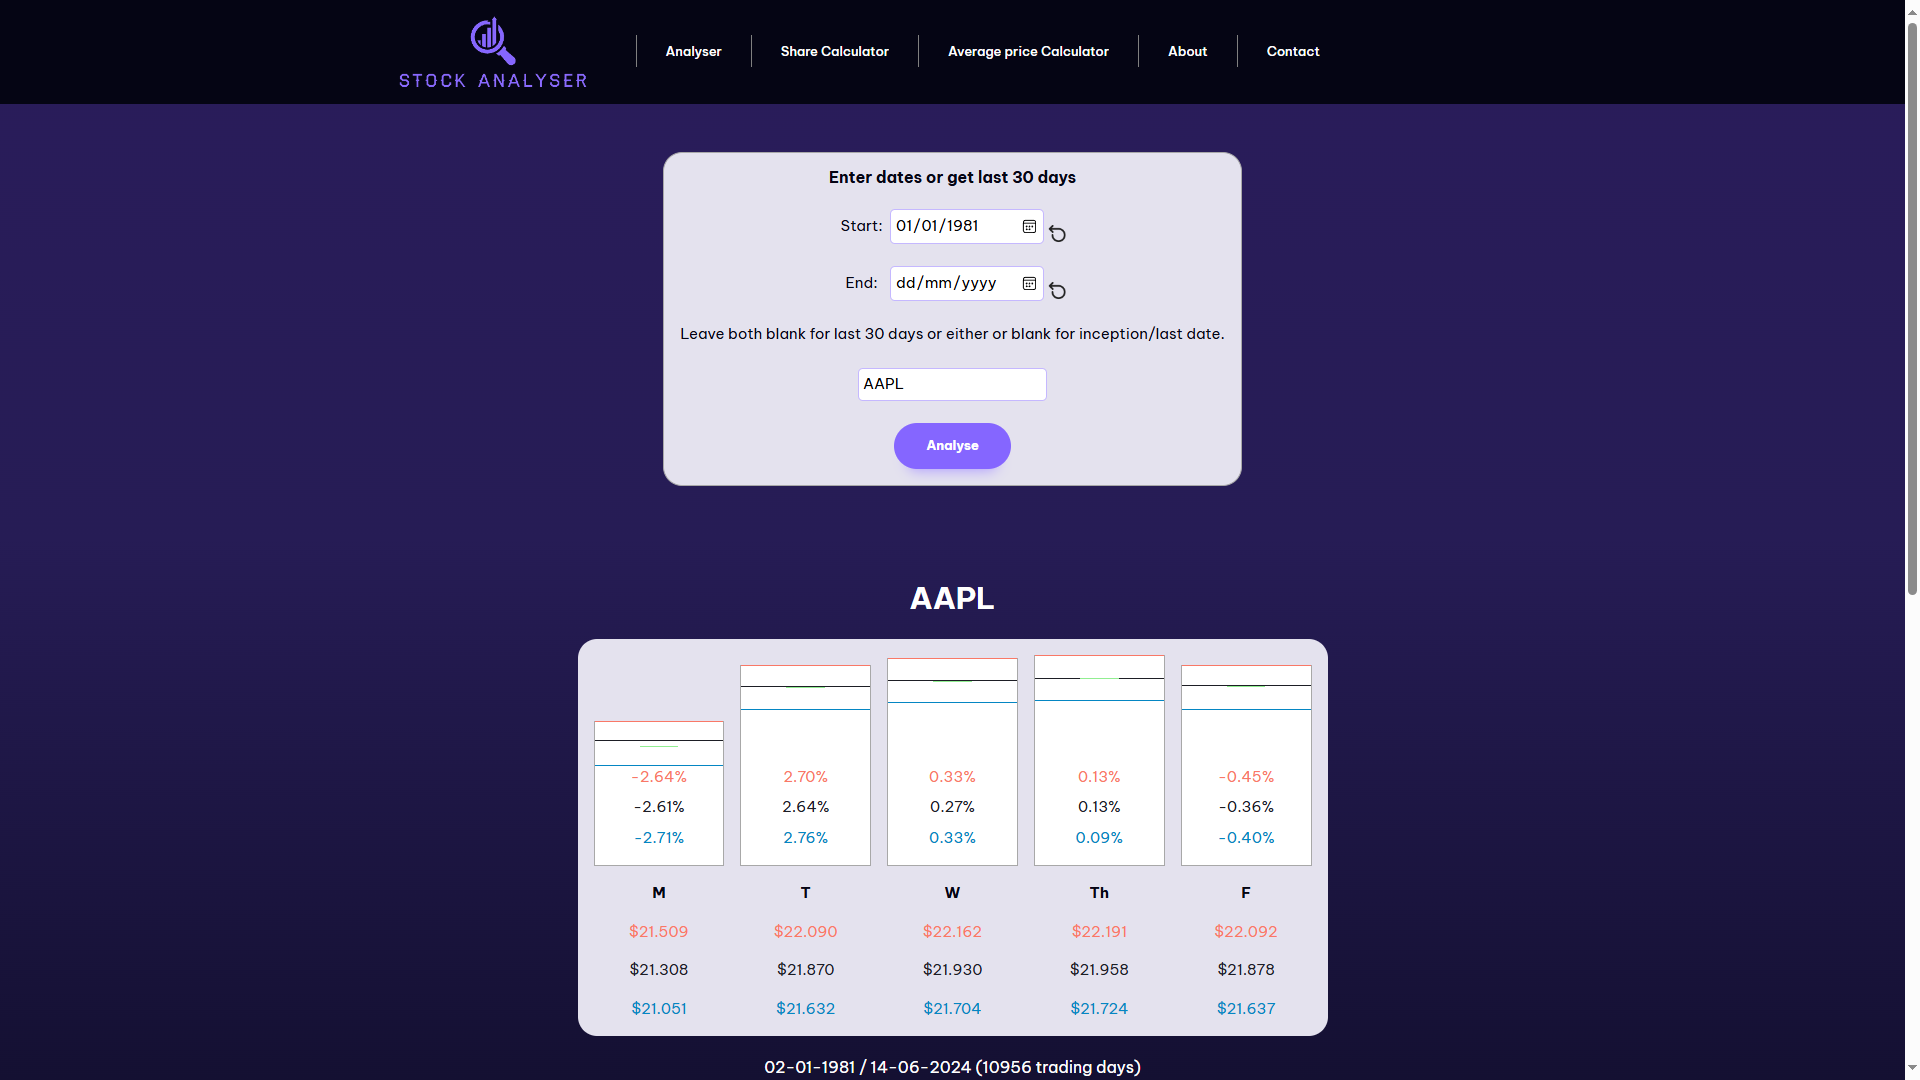 STOCK ANALYSER
Analyser
Share Calculator
Average price Calculator
About
Contact
Enter dates or get last 30 days
Start: 01/01/1981
End: dd/mm/yyyy
Leave both blank for last 30 days or either or blank for inception/last date.
AAPL
Analyse
AAPL
-2.64% 2.70% 0.33% 0.13% -0.45%
-2.61% 2.64% 0.27% 0.13% -0.36%
-2.71% 2.76% 0.33% 0.09% -0.40%
M T W Th F
$21.509 $22.090 $22.162 $22.191 $22.092
$21.308 $21.870 $21.930 $21.958 $21.878
$21.051 $21.632 $21.704 $21.724 $21.637
02-01-1981 / 14-06-2024 (10956 trading days)